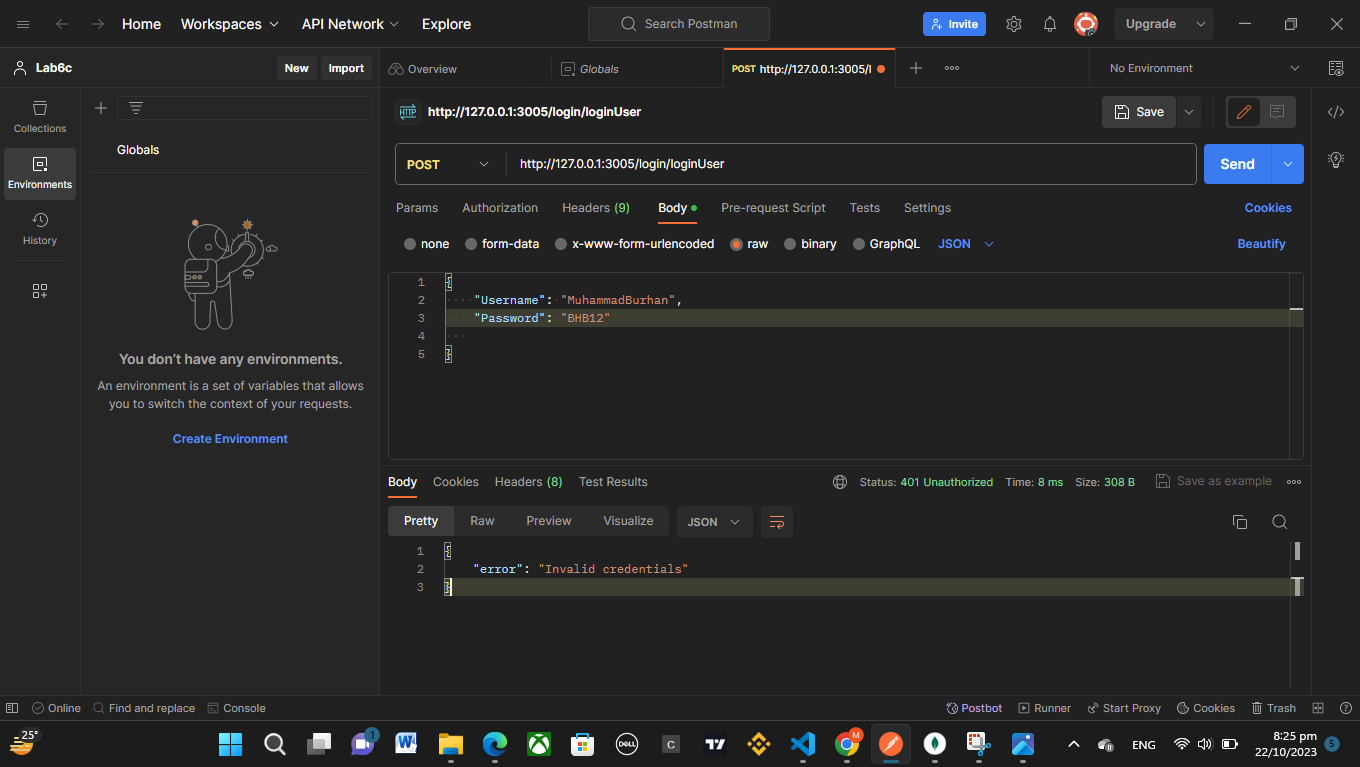 Home Workspaces API Network Explore Search Postman Invite Upgrade
Lab6c New Import Overview Globals POST http://127.0.0.1:3005/l No Environment
Collections
Environments
History
Globals
You don’t have any environments.
An environment is a set of variables that allows
you to switch the context of your requests.
Create Environment
HTTP http://127.0.0.1:3005/login/loginUser Save
POST http://127.0.0.1:3005/login/loginUser Send
Params Authorization Headers (9) Body Pre-request Script Tests Settings Cookies
none form-data x-www-form-urlencoded raw binary GraphQL JSON Beautify
1 {
2 "Username": "MuhammadBurhan",
3 "Password": "BHB12"
4
5 }
Body Cookies Headers (8) Test Results Status: 401 Unauthorized Time: 8 ms Size: 308 B Save as example
Pretty Raw Preview Visualize JSON
1 {
2 "error": "Invalid credentials"
3 }
Online Find and replace Console Postbot Runner Start Proxy Cookies Trash
25° 1 W DELL C M ENG 8:25 pm 5
22/10/2023